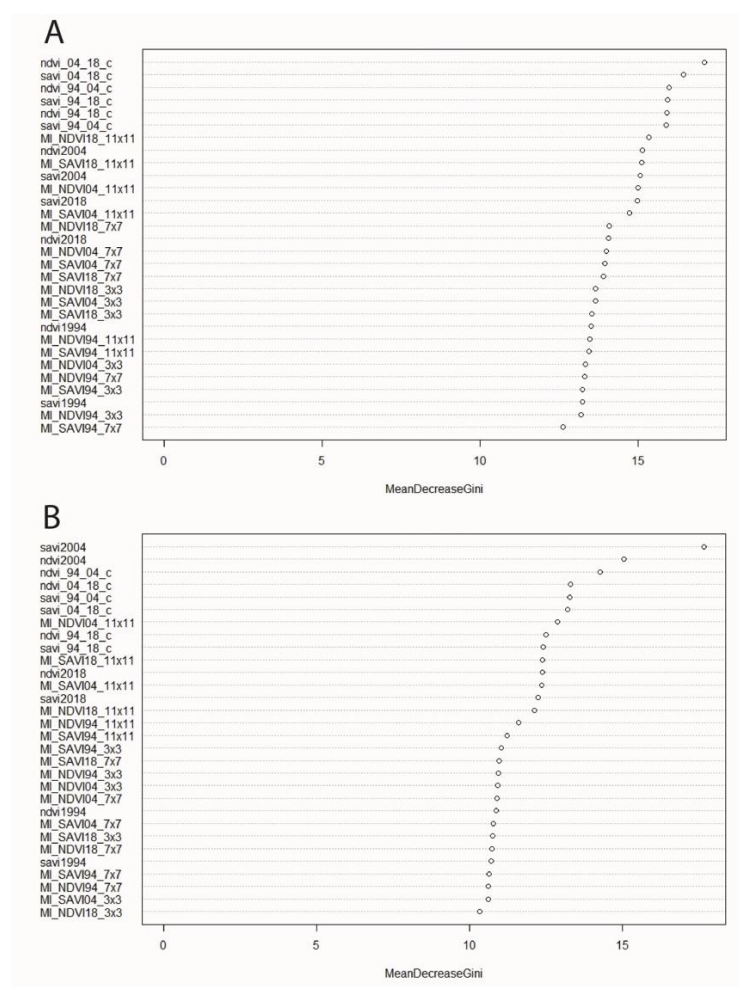 A
ndvi_04_18_c
savi_04_18_c
ndvi_94_04_c
savi_94_18_c
ndvi_94_18_c
savi_94_04_c
MI_NDVI18_11x11
ndvi2004
MI_SAVI18_11x11
savi2004
MI_NDVI04_11x11
savi2018
MI_SAVI04_11x11
MI_NDVI18_7x7
ndvi2018
MI_NDVI04_7x7
MI_SAVI04_7x7
MI_SAVI18_7x7
MI_NDVI18_3x3
MI_SAVI04_3x3
MI_SAVI18_3x3
ndvi1994
MI_NDVI94_11x11
MI_SAVI94_11x11
MI_NDVI04_3x3
MI_NDVI94_7x7
MI_SAVI94_3x3
savi1994
MI_NDVI94_3x3
MI_SAVI94_7x7
0 5 10 15
MeanDecreaseGini
B
savi2004
ndvi2004
ndvi_94_04_c
ndvi_04_18_c
savi_94_04_c
savi_04_18_c
MI_NDVI04_11x11
ndvi_94_18_c
savi_94_18_c
MI_SAVI18_11x11
ndvi2018
MI_SAVI04_11x11
savi2018
MI_NDVI18_11x11
MI_NDVI94_11x11
MI_SAVI94_11x11
MI_SAVI94_3x3
MI_SAVI18_7x7
MI_NDVI94_3x3
MI_NDVI04_3x3
MI_NDVI04_7x7
ndvi1994
MI_SAVI04_7x7
MI_SAVI18_3x3
MI_NDVI18_7x7
savi1994
MI_SAVI94_7x7
MI_NDVI94_7x7
MI_SAVI04_3x3
MI_NDVI18_3x3
0 5 10 15
MeanDecreaseGini